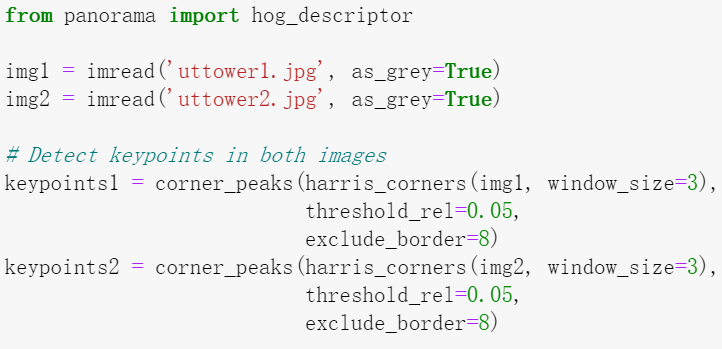 from panorama import hog_descriptor
img1 = imread('uttower1.jpg', as_grey=True)
img2 = imread('uttower2.jpg', as_grey=True)
# Detect keypoints in both images
keypoints1 = corner_peaks(harris_corners(img1, window_size=3),
threshold_rel=0.05,
exclude_border=8)
keypoints2 = corner_peaks(harris_corners(img2, window_size=3),
threshold_rel=0.05,
exclude_border=8)